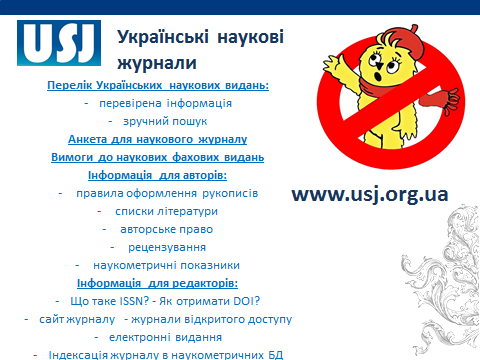 USJ
Українські наукові
журнали
Перелік Українських наукових видань:
- перевірена інформація
- зручний пошук
Анкета для наукового журналу
Вимоги до наукових фахових видань
Інформація для авторів:
- правила оформлення рукописів
- списки літератури
- авторське право
- рецензування
- наукометричні показники
Інформація для редакторів:
- Що таке ISSN? - Як отримати DOI?
- сайт журналу - журнали відкритого доступу
- електронні видання
- Індексація журналу в наукометричних БД
www.usj.org.ua